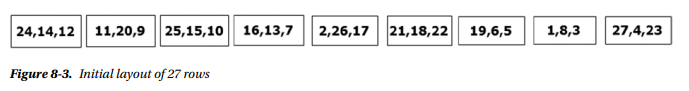 24,14,12 11,20,9 25,15,10 16,13,7 2,26,17 21,18,22 19,6,5 1,8,3 27,4,23
Figure 8-3. Initial layout of 27 rows